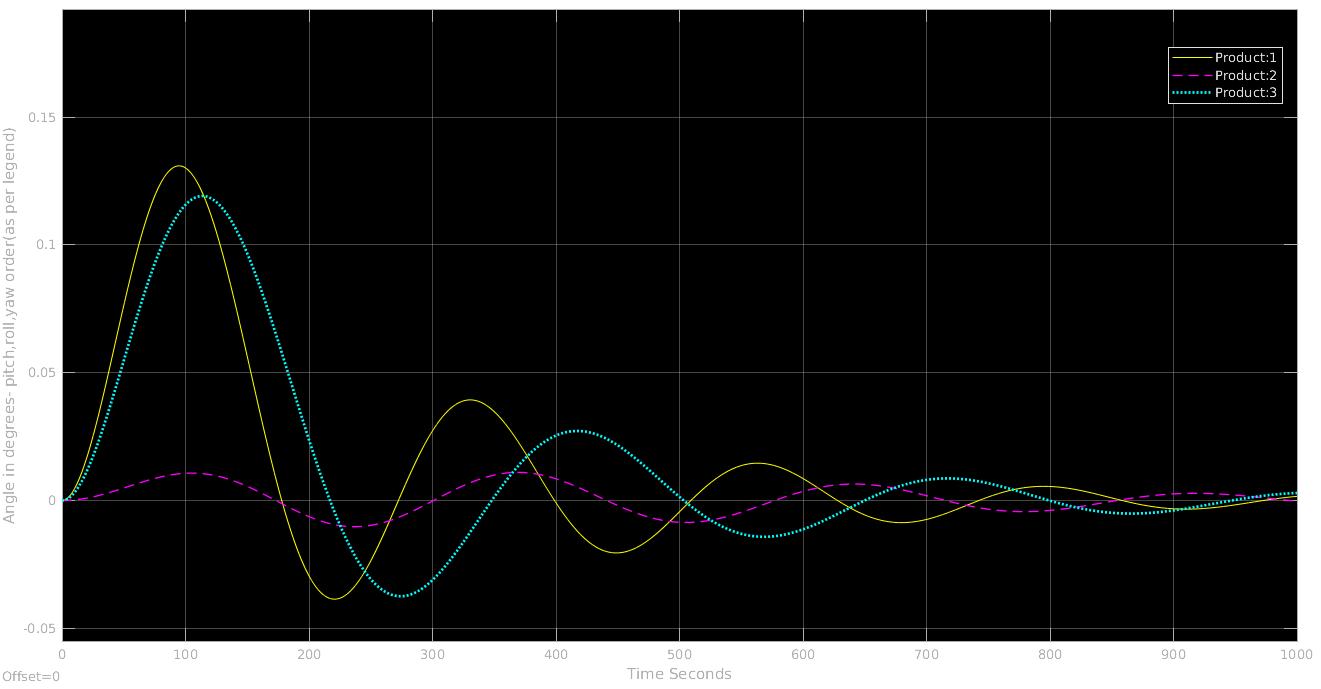 Product:1
Product:2
Product:3
Angle in degrees- pitch,roll,yaw order(as per legend)
0.15
0.1
0.05
0
-0.05
0 100 200 300 400 500 600 700 800 900 1000
Time Seconds
Offset=0